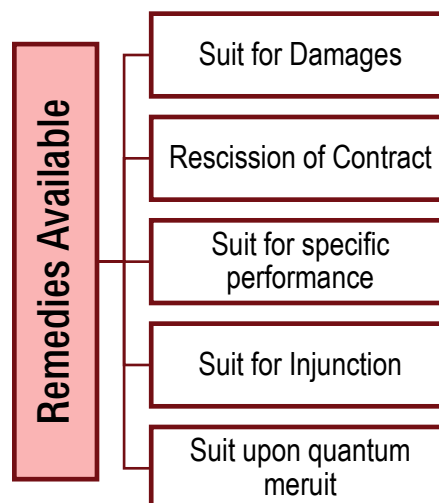 Remedies Available
Suit for Damages
Rescission of Contract
Suit for specific
performance
Suit for Injunction
Suit upon quantum
meruit